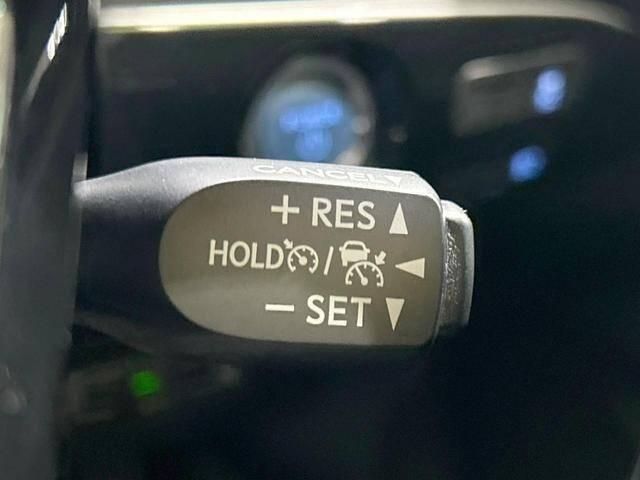 CANCEL
+ RES ▲
HOLD / ◀
− SET ▼